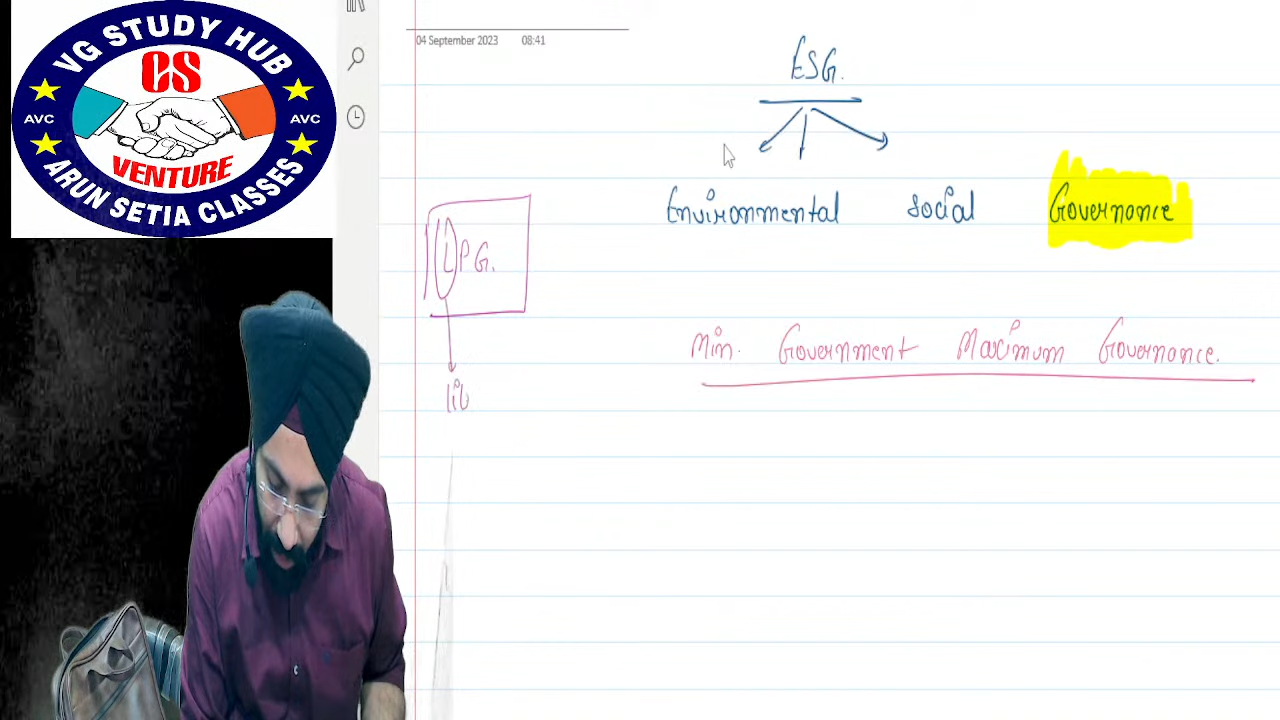 VG STUDY HUB
CS
AVC
AVC
VENTURE
ARUN SETIA CLASSES
04 September 2023 08:41
ESG.
Environmental Social Governance
LPG.
lib
Min. Government Maximum Governance.